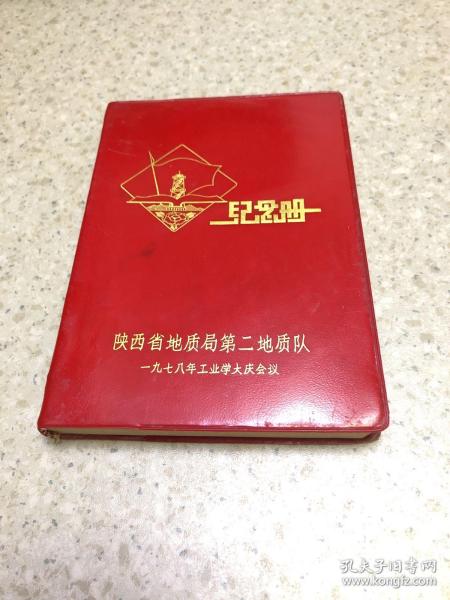 纪念册
陕西省地质局第二地质队
一九七八年工业学大庆会议
孔夫子旧书网
www.kongfz.com